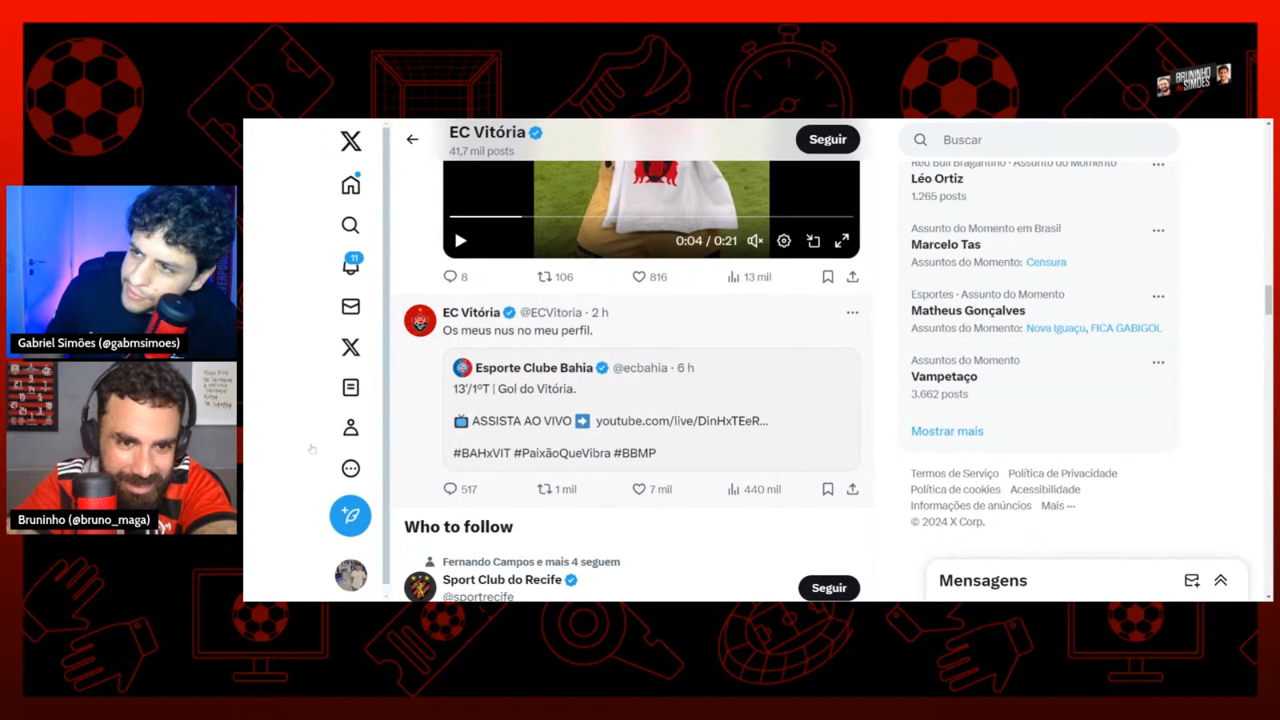 BRUNINHO
SIMÕES
EC Vitória
41,7 mil posts
Seguir
Buscar
Red Bull Bragantino · Assunto do Momento
Léo Ortiz
1.265 posts
0:04 / 0:21
8 106 816 13 mil
Assunto do Momento em Brasil
Marcelo Tas
Assuntos do Momento: Censura
11
EC Vitória @ECVitoria · 2 h
Os meus nus no meu perfil.
Esportes · Assunto do Momento
Matheus Gonçalves
Assuntos do Momento: Nova Iguaçu, FICA GABIGOL
Gabriel Simões (@gabmsimoes)
Esporte Clube Bahia @ecbahia · 6 h
13'/1ºT | Gol do Vitória.
ASSISTA AO VIVO youtube.com/live/DinHxTEeR...
#BAHxVIT #PaixãoQueVibra #BBMP
Assuntos do Momento
Vampetaço
3.662 posts
Mostrar mais
517 1 mil 7 mil 440 mil
Termos de Serviço Política de Privacidade
Política de cookies Acessibilidade
Informações de anúncios Mais ···
© 2024 X Corp.
Bruninho (@bruno_maga)
Who to follow
Fernando Campos e mais 4 seguem
Sport Club do Recife
@sportrecife
Seguir
Mensagens